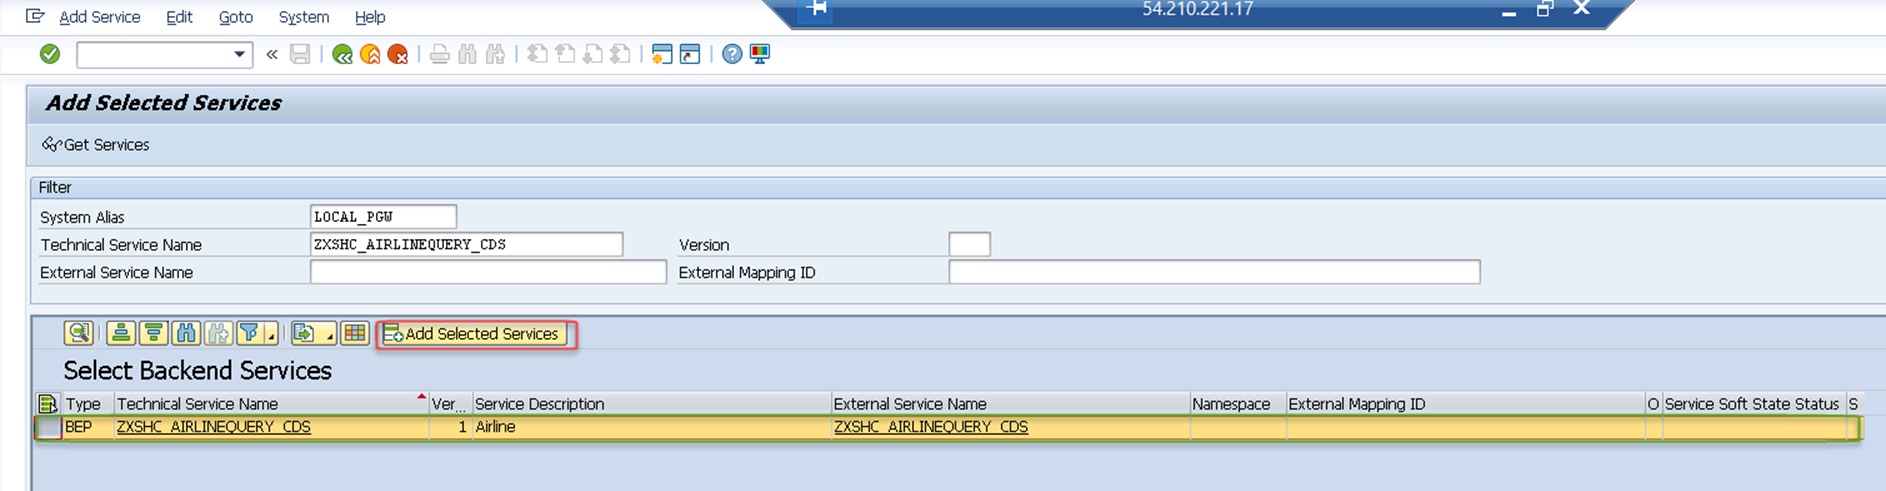 54.210.221.17
Add Service Edit Goto System Help
Add Selected Services
Get Services
Filter
System Alias LOCAL_PGW
Technical Service Name ZXSHC_AIRLINEQUERY_CDS Version
External Service Name External Mapping ID
Add Selected Services
Select Backend Services
Type Technical Service Name Ver... Service Description External Service Name Namespace External Mapping ID O Service Soft State Status S
BEP ZXSHC_AIRLINEQUERY_CDS 1 Airline ZXSHC_AIRLINEQUERY_CDS